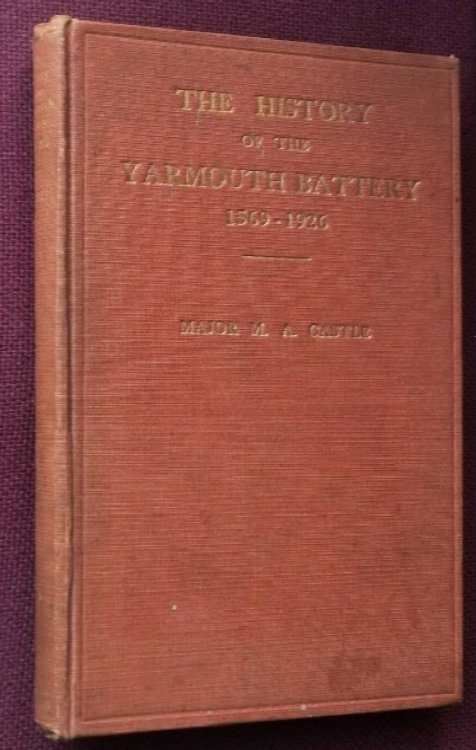 THE HISTORY
OF THE
YARMOUTH BATTERY
1569-1926
MAJOR M. A. CASTLE